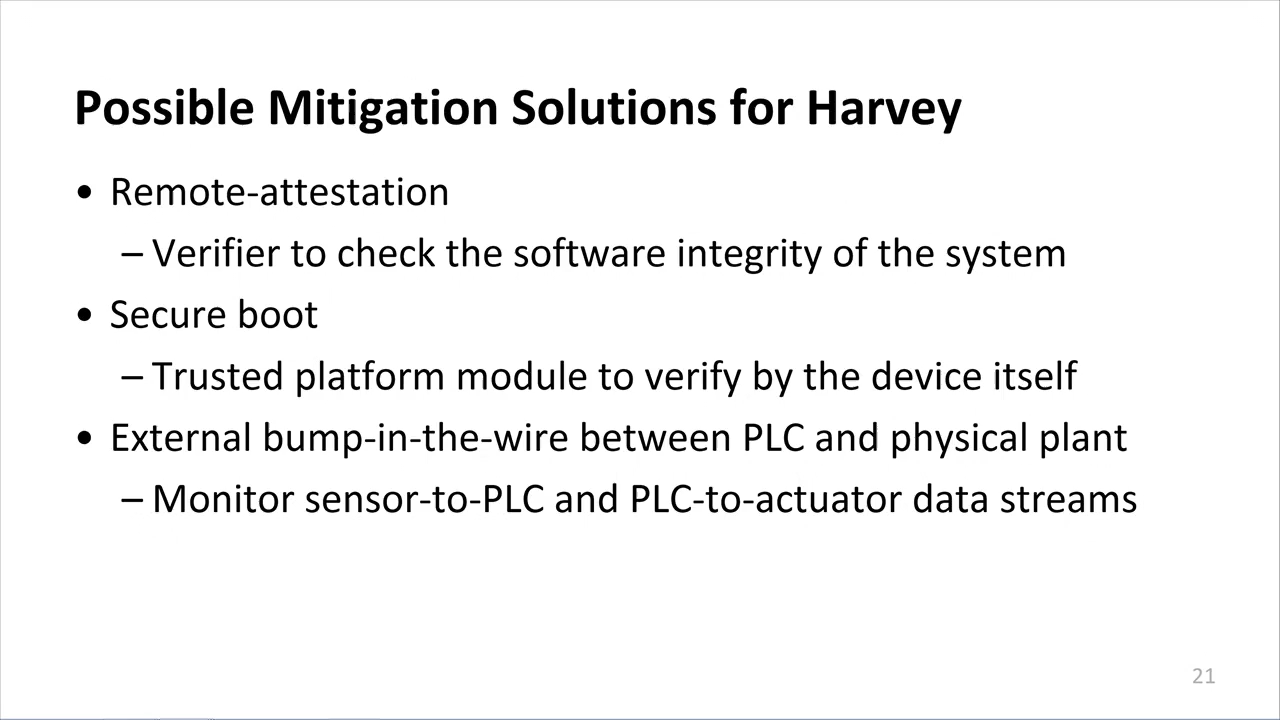 Possible Mitigation Solutions for Harvey
• Remote-attestation
– Verifier to check the software integrity of the system
• Secure boot
– Trusted platform module to verify by the device itself
• External bump-in-the-wire between PLC and physical plant
– Monitor sensor-to-PLC and PLC-to-actuator data streams
21